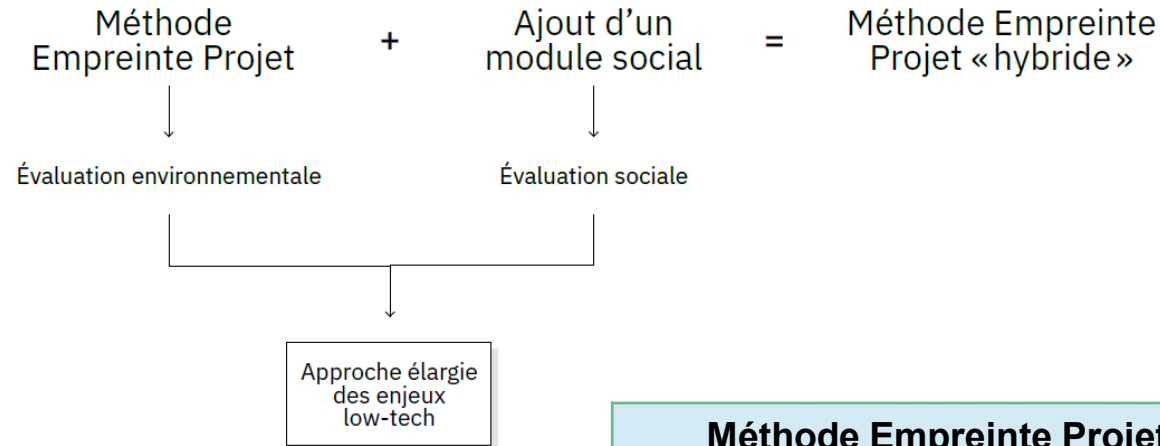 Méthode
Empreinte Projet
+
Ajout d’un
module social
=
Méthode Empreinte
Projet «hybride»
Évaluation environnementale
Évaluation sociale
Approche élargie
des enjeux
low-tech
Méthode Empreinte Projet